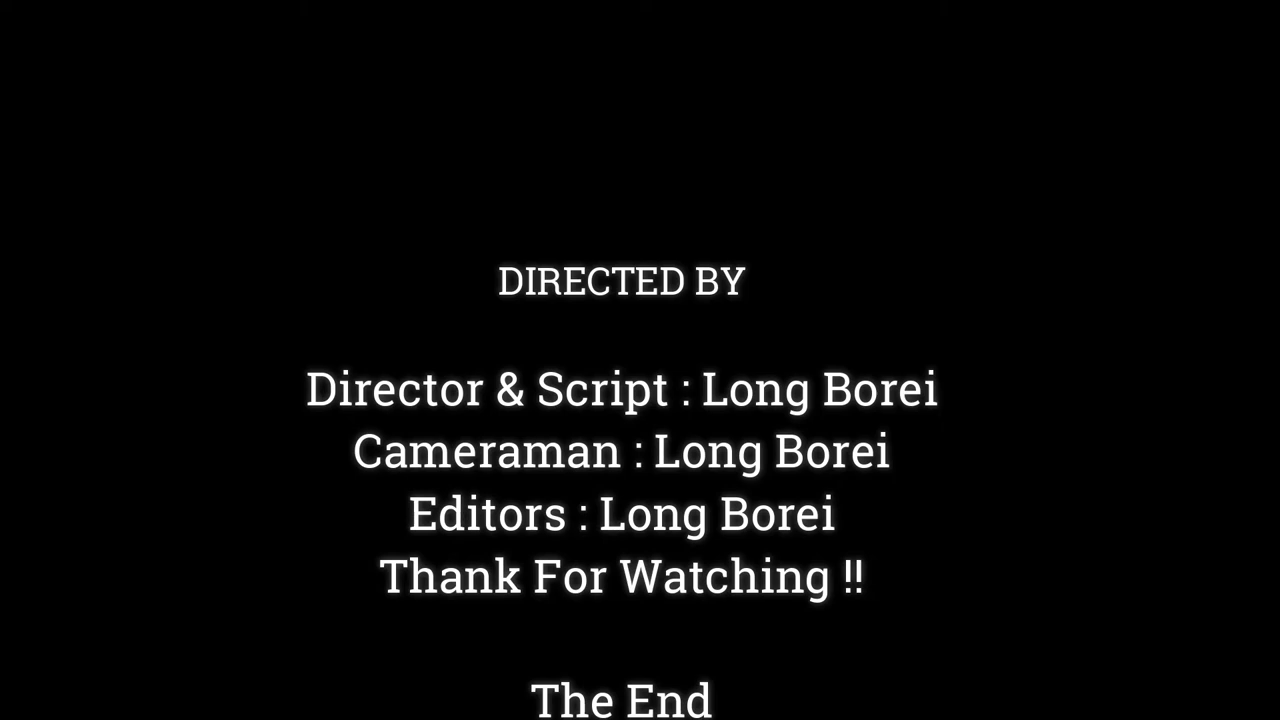 DIRECTED BY
Director & Script : Long Borei
Cameraman : Long Borei
Editors : Long Borei
Thank For Watching !!
The End